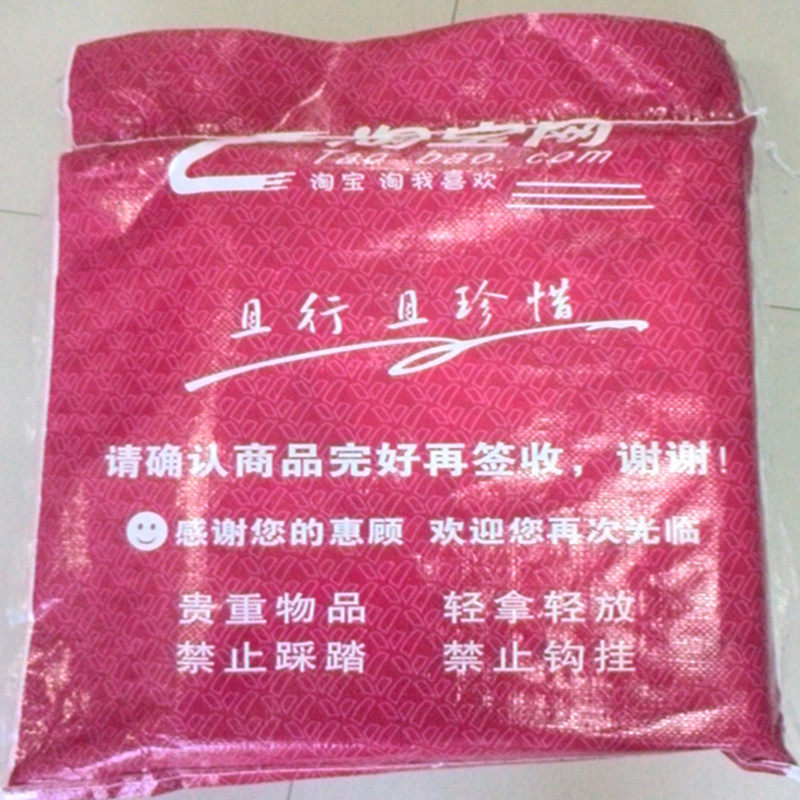 淘宝网
Tao bao. com
淘宝 淘我喜欢
且行 且珍惜
请确认商品完好再签收，谢谢！
感谢您的惠顾 欢迎您再次光临
贵重物品 轻拿轻放
禁止踩踏 禁止钩挂